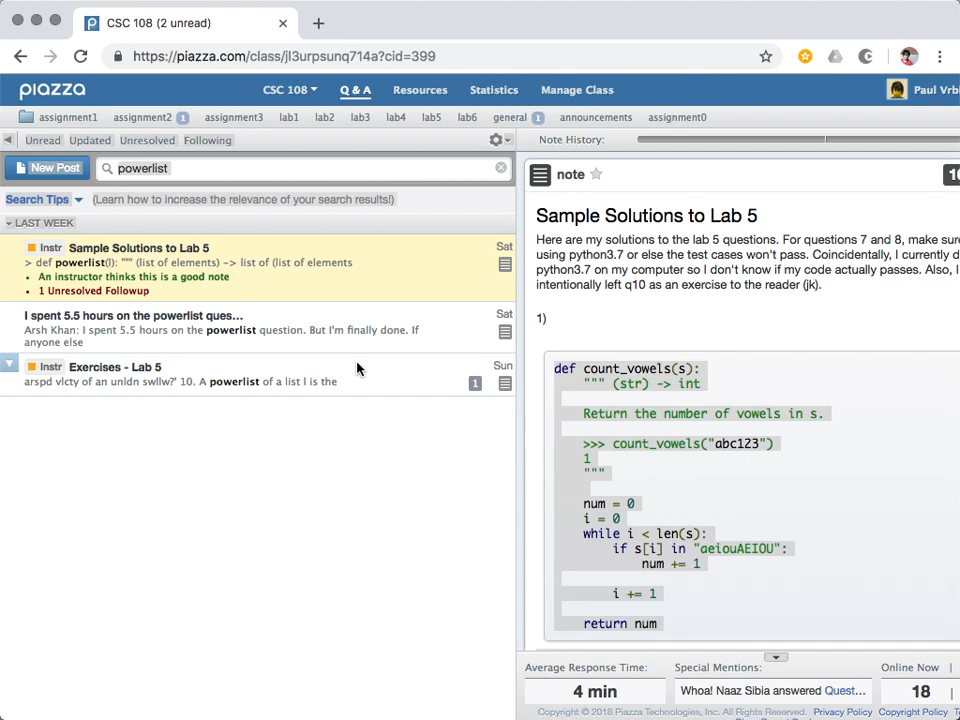 CSC 108 (2 unread)
https://piazza.com/class/jl3urpsunq714a?cid=399
piazza CSC 108 Q & A Resources Statistics Manage Class Paul Vrbi
assignment1 assignment2 1 assignment3 lab1 lab2 lab3 lab4 lab5 lab6 general 1 announcements assignment0
Unread Updated Unresolved Following
Note History:
New Post powerlist
Search Tips (Learn how to increase the relevance of your search results!)
LAST WEEK
Instr Sample Solutions to Lab 5 Sat
> def powerlist(l): """ (list of elements) -> list of (list of elements
An instructor thinks this is a good note
1 Unresolved Followup
I spent 5.5 hours on the powerlist ques... Sat
Arsh Khan: I spent 5.5 hours on the powerlist question. But I'm finally done. If
anyone else
Instr Exercises - Lab 5 Sun
arspd vlcty of an unldn swllw?' 10. A powerlist of a list l is the
1
note 10
Sample Solutions to Lab 5
Here are my solutions to the lab 5 questions. For questions 7 and 8, make sure
using python3.7 or else the test cases won't pass. Coincidentally, I currently d
python3.7 on my computer so I don't know if my code actually passes. Also, I
intentionally left q10 as an exercise to the reader (jk).
1)
def count_vowels(s):
""" (str) -> int
Return the number of vowels in s.
>>> count_vowels("abc123")
1
"""
num = 0
i = 0
while i < len(s):
if s[i] in "aeiouAEIOU":
num += 1
i += 1
return num
Average Response Time: Special Mentions: Online Now |
4 min Whoa! Naaz Sibia answered Quest... 18 |
Copyright © 2018 Piazza Technologies, Inc. All Rights Reserved. Privacy Policy Copyright Policy